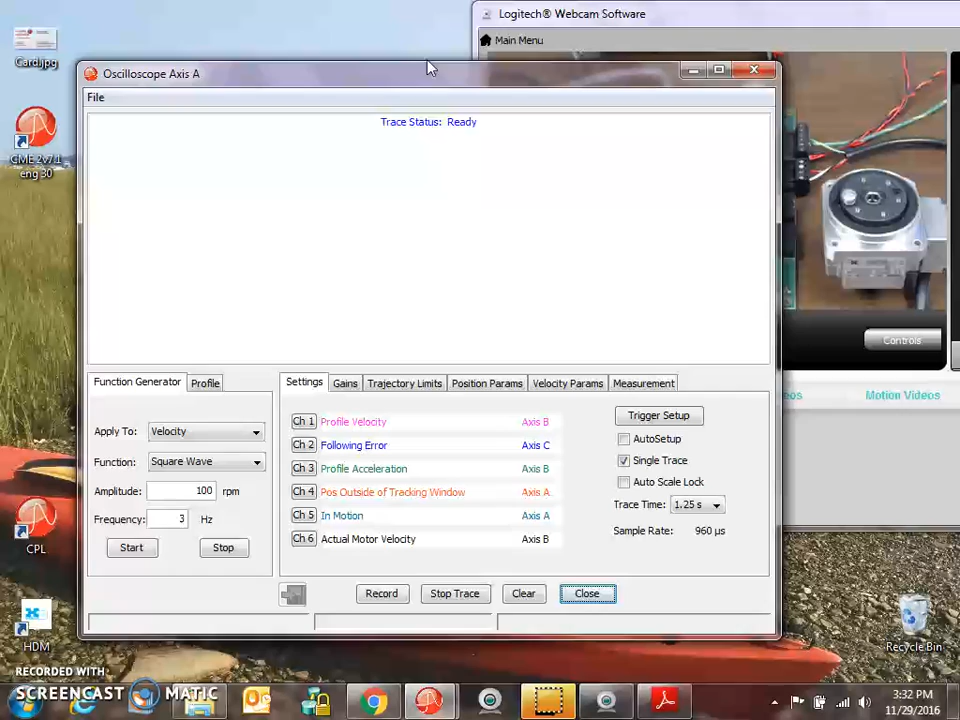 Logitech® Webcam Software
Main Menu
Card.jpg
Oscilloscope Axis A
File
Trace Status: Ready
CME 2v7.1
eng 30
Controls
Motion Videos
Function Generator
Profile
Settings
Gains
Trajectory Limits
Position Params
Velocity Params
Measurement
Apply To: Velocity
Function: Square Wave
Amplitude: 100 rpm
Frequency: 3 Hz
Start
Stop
Ch 1 Profile Velocity Axis B
Ch 2 Following Error Axis C
Ch 3 Profile Acceleration Axis B
Ch 4 Pos Outside of Tracking Window Axis A
Ch 5 In Motion Axis A
Ch 6 Actual Motor Velocity Axis B
Trigger Setup
AutoSetup
Single Trace
Auto Scale Lock
Trace Time: 1.25 s
Sample Rate: 960 µs
Record
Stop Trace
Clear
Close
CPL
HDM
Recycle Bin
RECORDED WITH
SCREENCAST MATIC
3:32 PM
11/29/2016